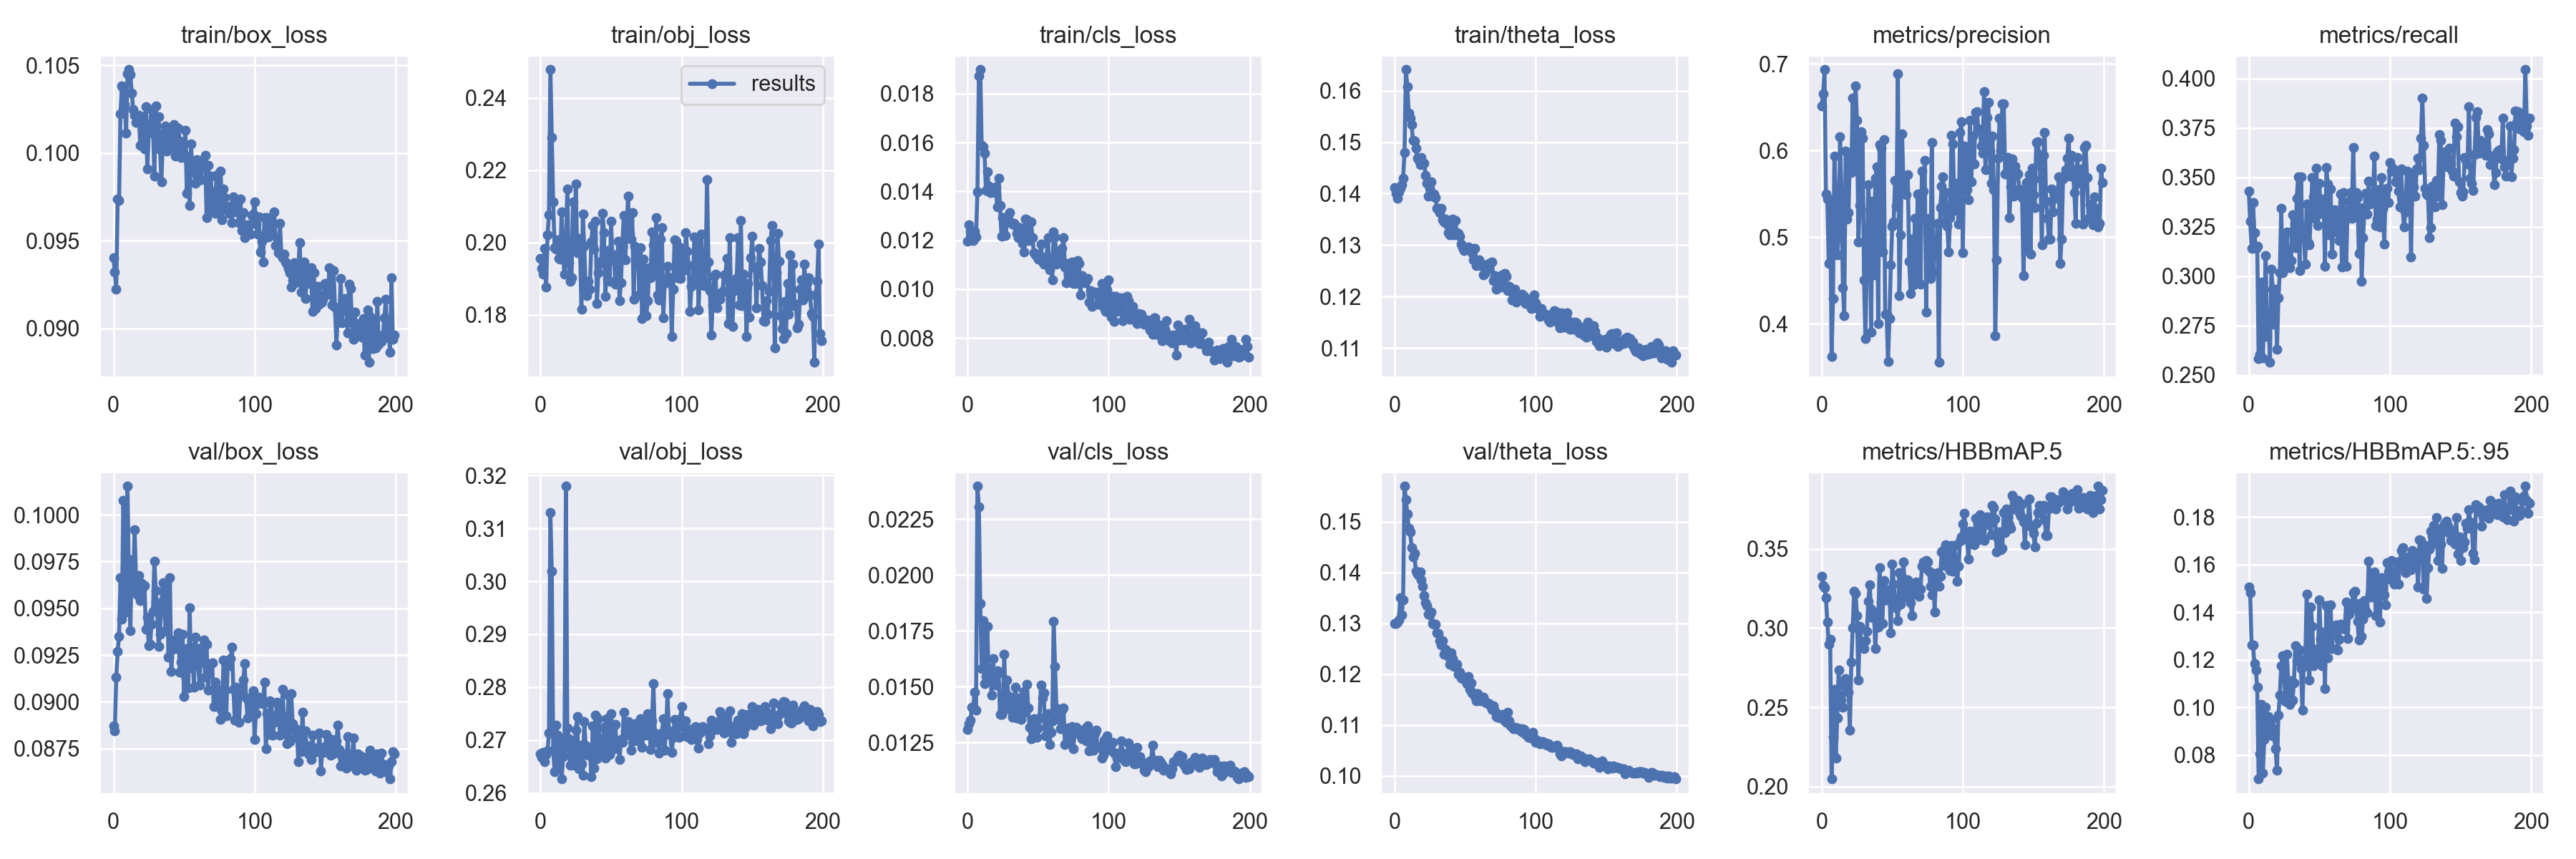 train/box_loss
0.105
0.100
0.095
0.090
0 100 200
train/obj_loss
results
0.24
0.22
0.20
0.18
0 100 200
train/cls_loss
0.018
0.016
0.014
0.012
0.010
0.008
0 100 200
train/theta_loss
0.16
0.15
0.14
0.13
0.12
0.11
0 100 200
metrics/precision
0.7
0.6
0.5
0.4
0 100 200
metrics/recall
0.400
0.375
0.350
0.325
0.300
0.275
0.250
0 100 200
val/box_loss
0.1000
0.0975
0.0950
0.0925
0.0900
0.0875
0 100 200
val/obj_loss
0.32
0.31
0.30
0.29
0.28
0.27
0.26
0 100 200
val/cls_loss
0.0225
0.0200
0.0175
0.0150
0.0125
0 100 200
val/theta_loss
0.15
0.14
0.13
0.12
0.11
0.10
0 100 200
metrics/HBBmAP.5
0.35
0.30
0.25
0.20
0 100 200
metrics/HBBmAP.5:.95
0.18
0.16
0.14
0.12
0.10
0.08
0 100 200